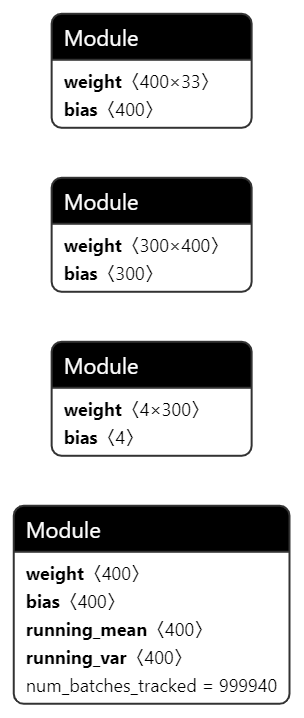 Module
weight〈400×33〉
bias〈400〉
Module
weight〈300×400〉
bias〈300〉
Module
weight〈4×300〉
bias〈4〉
Module
weight〈400〉
bias〈400〉
running_mean〈400〉
running_var〈400〉
num_batches_tracked = 999940